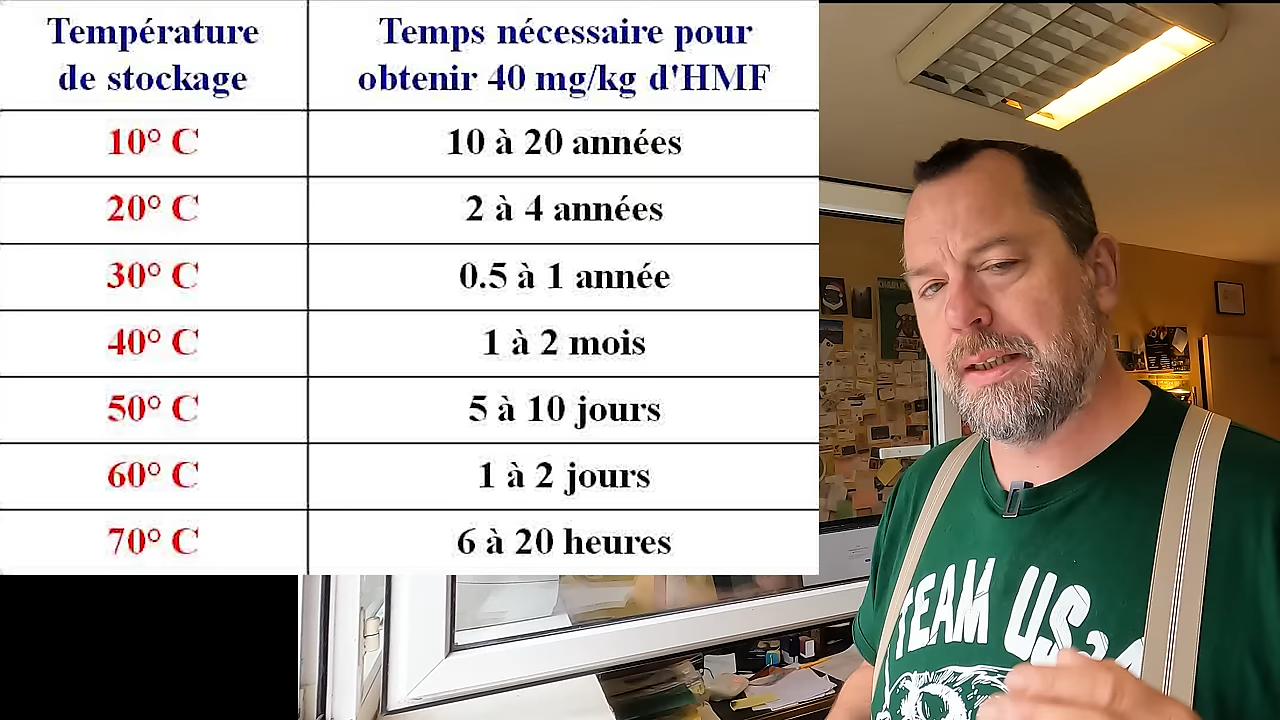 Température
de stockage
Temps nécessaire pour
obtenir 40 mg/kg d'HMF
10° C
10 à 20 années
20° C
2 à 4 années
30° C
0.5 à 1 année
40° C
1 à 2 mois
50° C
5 à 10 jours
60° C
1 à 2 jours
70° C
6 à 20 heures
TEAM